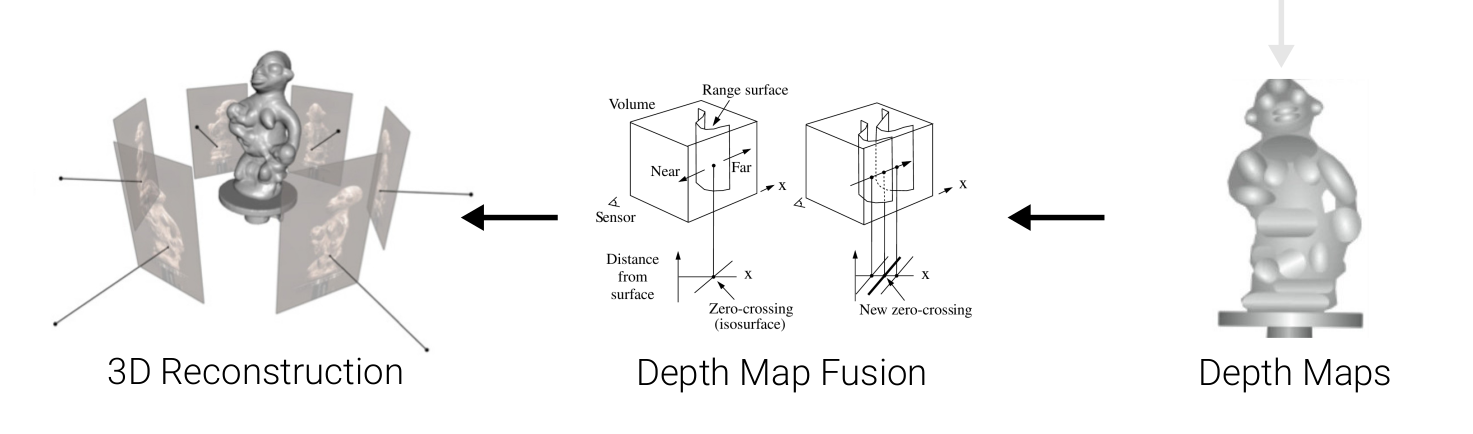 Volume
Range surface
Near
Far
x
Sensor
Distance
from
surface
x
Zero-crossing
(isosurface)
x
x
New zero-crossing
3D Reconstruction
Depth Map Fusion
Depth Maps